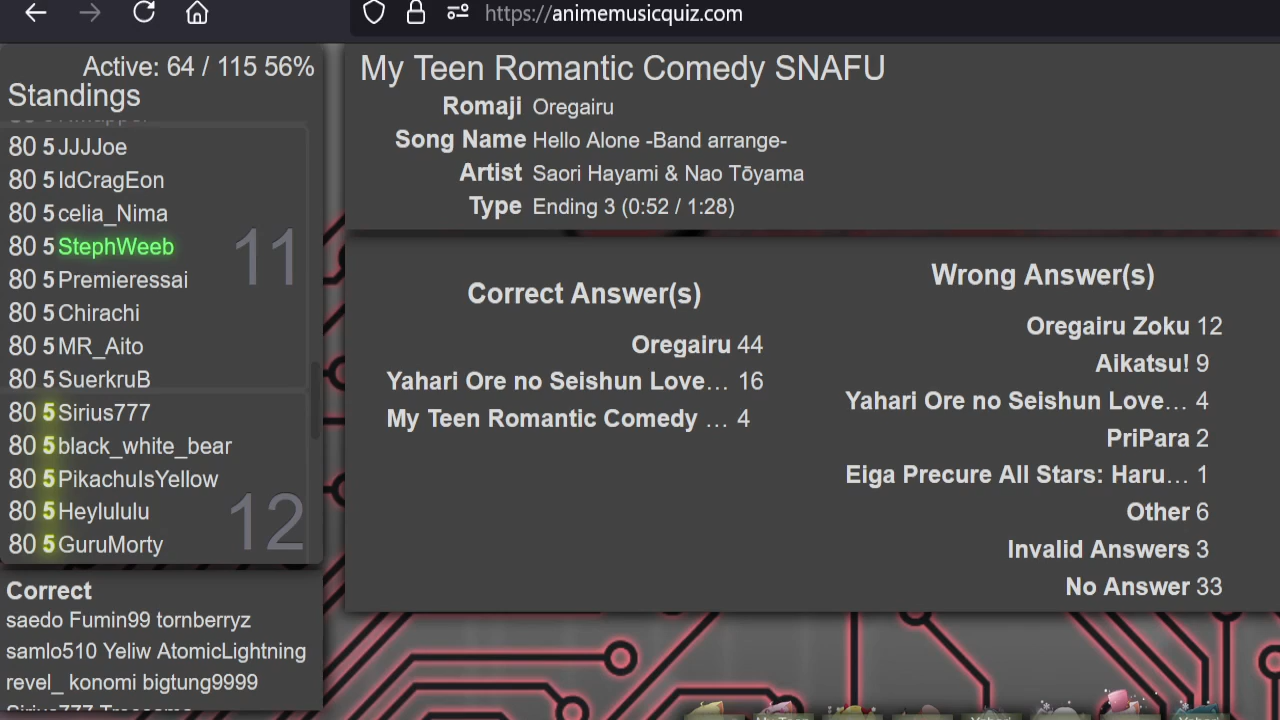 https://animemusicquiz.com
Active: 64 / 115 56%
Standings
80 5 JJJJoe
80 5 IdCragEon
80 5 celia_Nima
80 5 StephWeeb
11
80 5 Premieressai
80 5 Chirachi
80 5 MR_Aito
80 5 SuerkruB
80 5 Sirius777
80 5 black_white_bear
80 5 PikachuIsYellow
80 5 Heylululu
12
80 5 GuruMorty
Correct
saedo Fumin99 tornberryz
samlo510 Yeliw AtomicLightning
revel_ konomi bigtung9999
Sirius777
My Teen Romantic Comedy SNAFU
Romaji Oregairu
Song Name Hello Alone -Band arrange-
Artist Saori Hayami & Nao Tōyama
Type Ending 3 (0:52 / 1:28)
Correct Answer(s)
Oregairu 44
Yahari Ore no Seishun Love… 16
My Teen Romantic Comedy … 4
Wrong Answer(s)
Oregairu Zoku 12
Aikatsu! 9
Yahari Ore no Seishun Love… 4
PriPara 2
Eiga Precure All Stars: Haru… 1
Other 6
Invalid Answers 3
No Answer 33